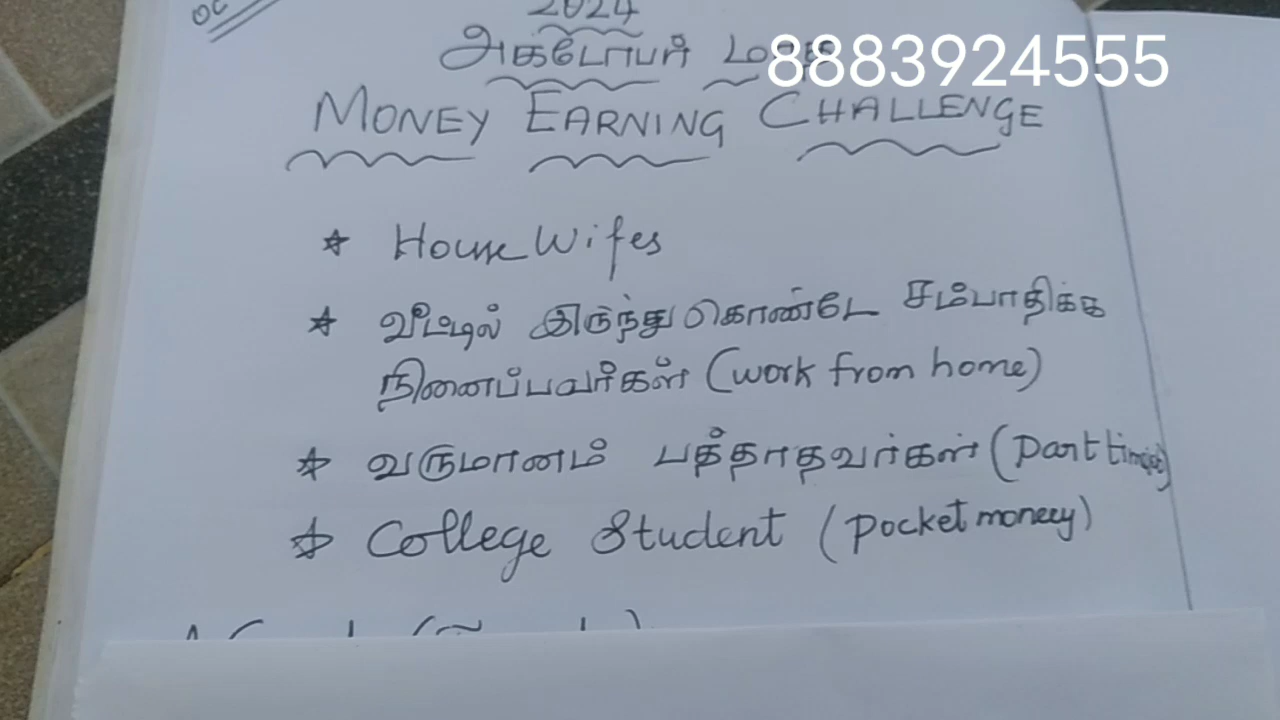 OC
2024
அக்டோபர் மாத
8883924555
MONEY EARNING CHALLENGE
* House Wifes
* வீட்டில் இருந்து கொண்டே சம்பாதிக்க
நினைப்பவர்கள் (work from home)
* வருமானம் பத்தாதவர்கள் (Part time)
* College Student (pocket money)